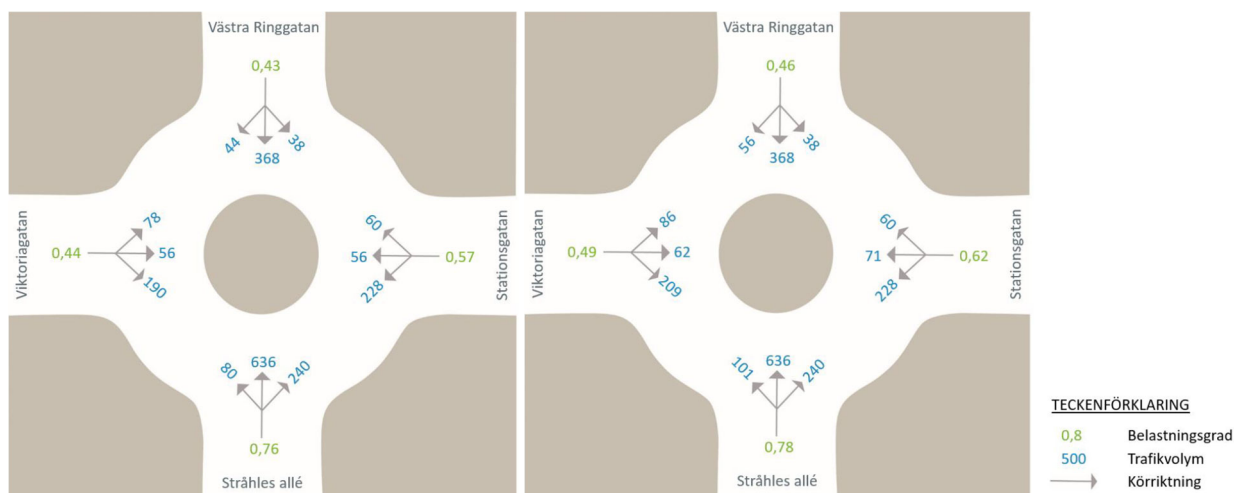 Västra Ringgatan
0,43
44
368
38
Viktoriagatan
0,44
78
56
190
60
56
228
0,57
Stationsgatan
80
636
240
0,76
Stråhles allé
Västra Ringgatan
0,46
56
368
38
Viktoriagatan
0,49
86
62
209
60
71
228
0,62
Stationsgatan
101
636
240
0,78
Stråhles allé
TECKENFÖRKLARING
0,8 Belastningsgrad
500 Trafikvolym
Körriktning